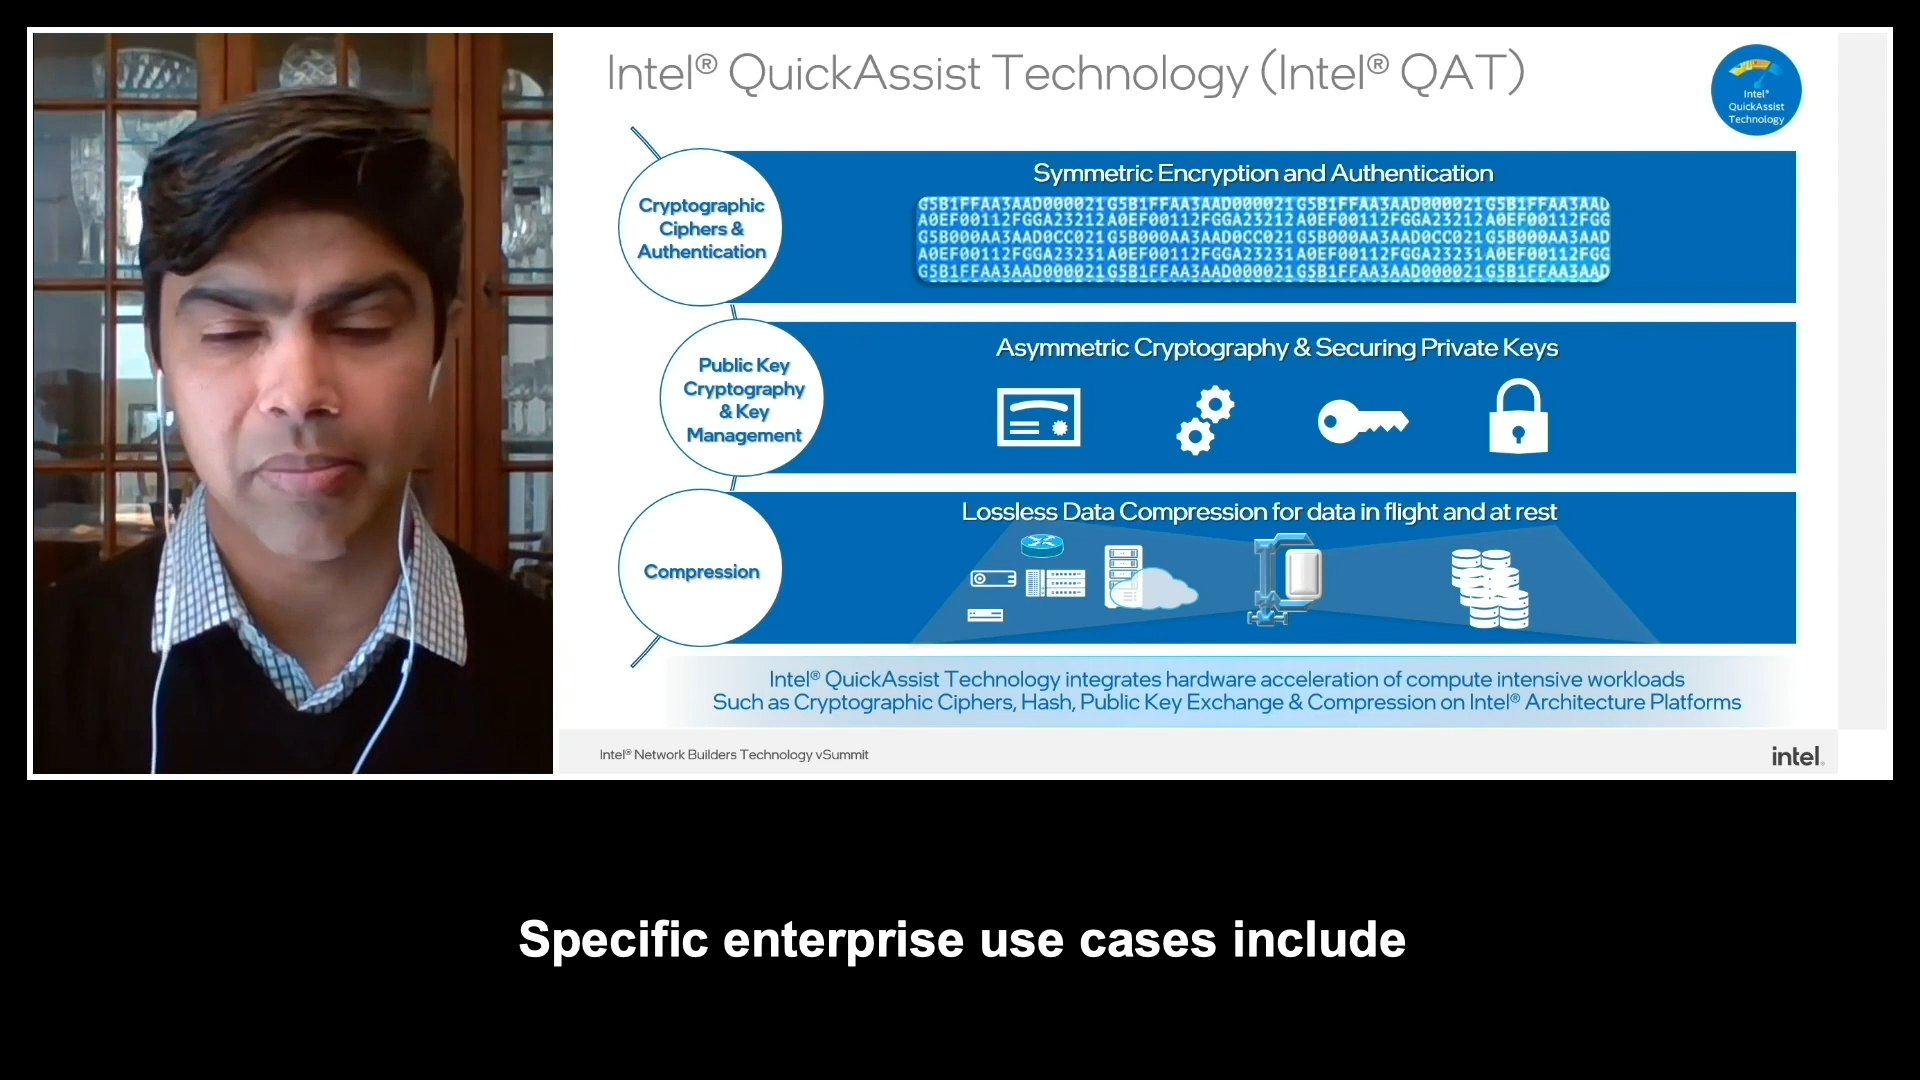 Intel® QuickAssist Technology (Intel® QAT)
Intel®
QuickAssist
Technology
Cryptographic
Ciphers &
Authentication
Symmetric Encryption and Authentication
G5B1FFAA3AAD000021G5B1FFAA3AAD000021G5B1FFAA3AAD000021G5B1FFAA3AAD
A0EF00112FGGA23212A0EF00112FGGA23212A0EF00112FGGA23212A0EF00112FGG
G5B000AA3AAD0CC021G5B000AA3AAD0CC021G5B000AA3AAD0CC021G5B000AA3AAD
A0EF00112FGGA23231A0EF00112FGGA23231A0EF00112FGGA23231A0EF00112FGG
G5B1FFAA3AAD000021G5B1FFAA3AAD000021G5B1FFAA3AAD000021G5B1FFAA3AAD
Public Key
Cryptography
& Key
Management
Asymmetric Cryptography & Securing Private Keys
Compression
Lossless Data Compression for data in flight and at rest
Intel® QuickAssist Technology integrates hardware acceleration of compute intensive workloads
Such as Cryptographic Ciphers, Hash, Public Key Exchange & Compression on Intel® Architecture Platforms
Intel® Network Builders Technology vSummit
intel.
Specific enterprise use cases include